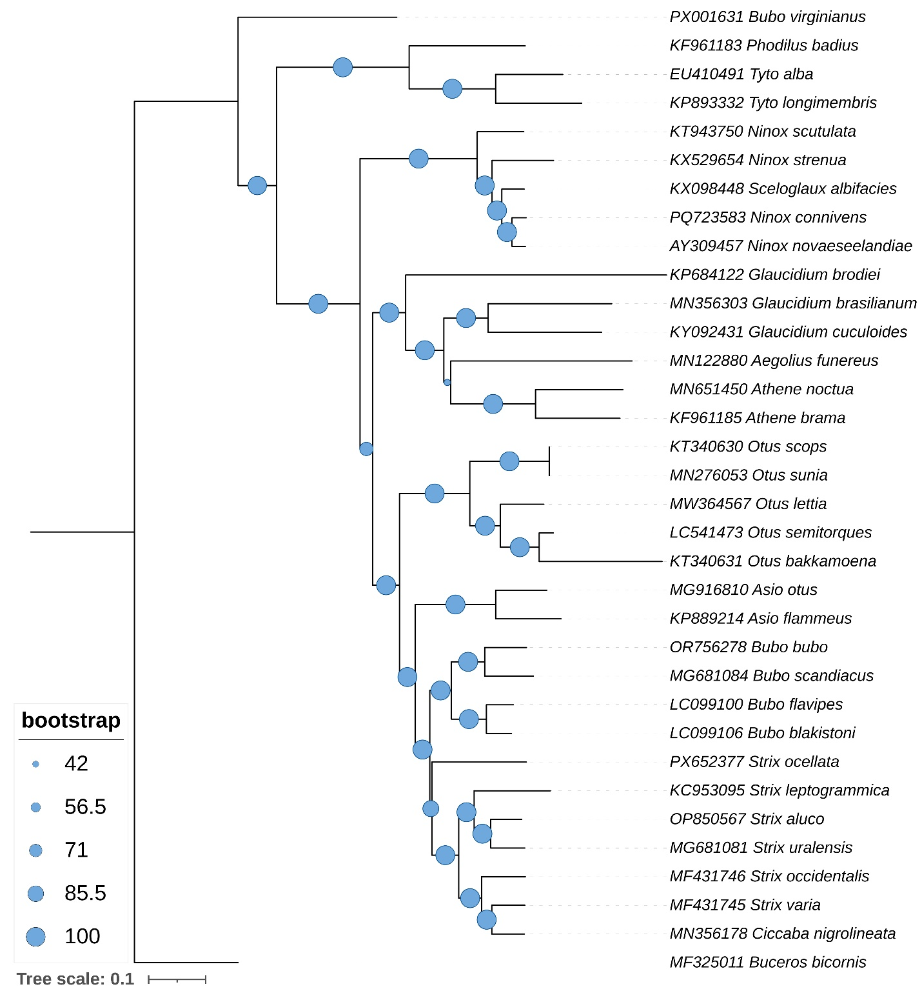 PX001631 Bubo virginianus
KF961183 Phodilus badius
EU410491 Tyto alba
KP893332 Tyto longimembris
KT943750 Ninox scutulata
KX529654 Ninox strenua
KX098448 Sceloglaux albifacies
PQ723583 Ninox connivens
AY309457 Ninox novaeseelandiae
KP684122 Glaucidium brodiei
MN356303 Glaucidium brasilianum
KY092431 Glaucidium cuculoides
MN122880 Aegolius funereus
MN651450 Athene noctua
KF961185 Athene brama
KT340630 Otus scops
MN276053 Otus sunia
MW364567 Otus lettia
LC541473 Otus semitorques
KT340631 Otus bakkamoena
MG916810 Asio otus
KP889214 Asio flammeus
OR756278 Bubo bubo
MG681084 Bubo scandiacus
LC099100 Bubo flavipes
LC099106 Bubo blakistoni
PX652377 Strix ocellata
KC953095 Strix leptogrammica
OP850567 Strix aluco
MG681081 Strix uralensis
MF431746 Strix occidentalis
MF431745 Strix varia
MN356178 Ciccaba nigrolineata
MF325011 Buceros bicornis
bootstrap
42
56.5
71
85.5
100
Tree scale: 0.1